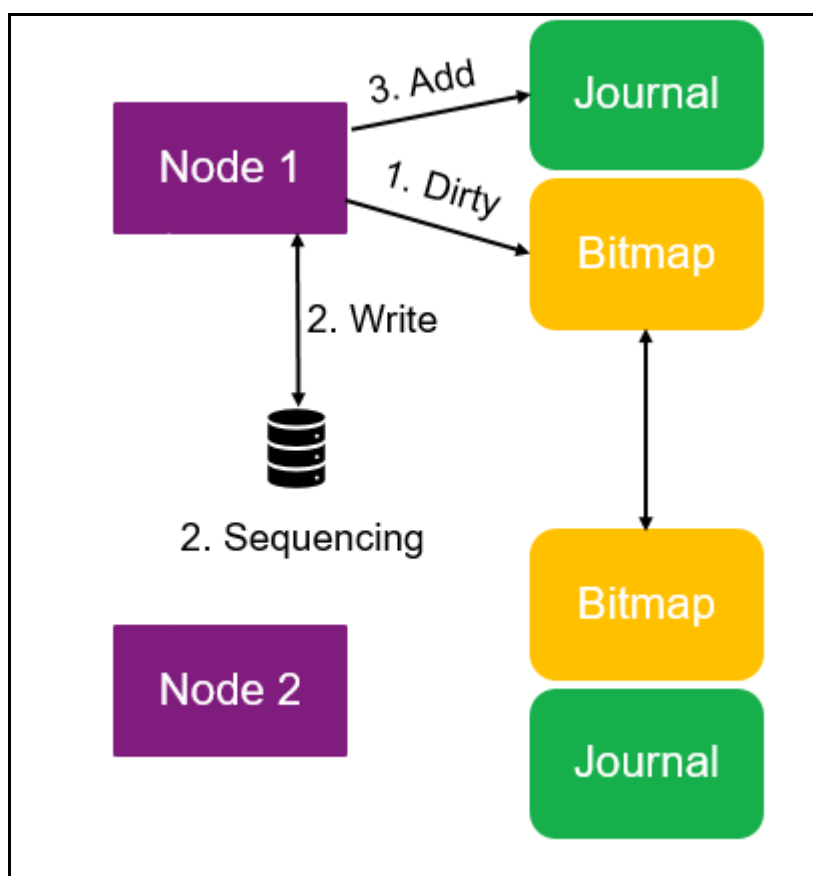 3. Add
Journal
Node 1
1. Dirty
Bitmap
2. Write
2. Sequencing
Bitmap
Node 2
Journal